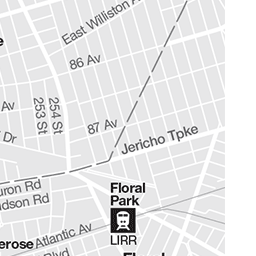 East Williston
e
86 Av
Av
253 St
254 St
87 Av
Dr
Jericho Tpke
uron Rd
dson Rd
Floral
Park
LIRR
erose
Atlantic Av
Blvd